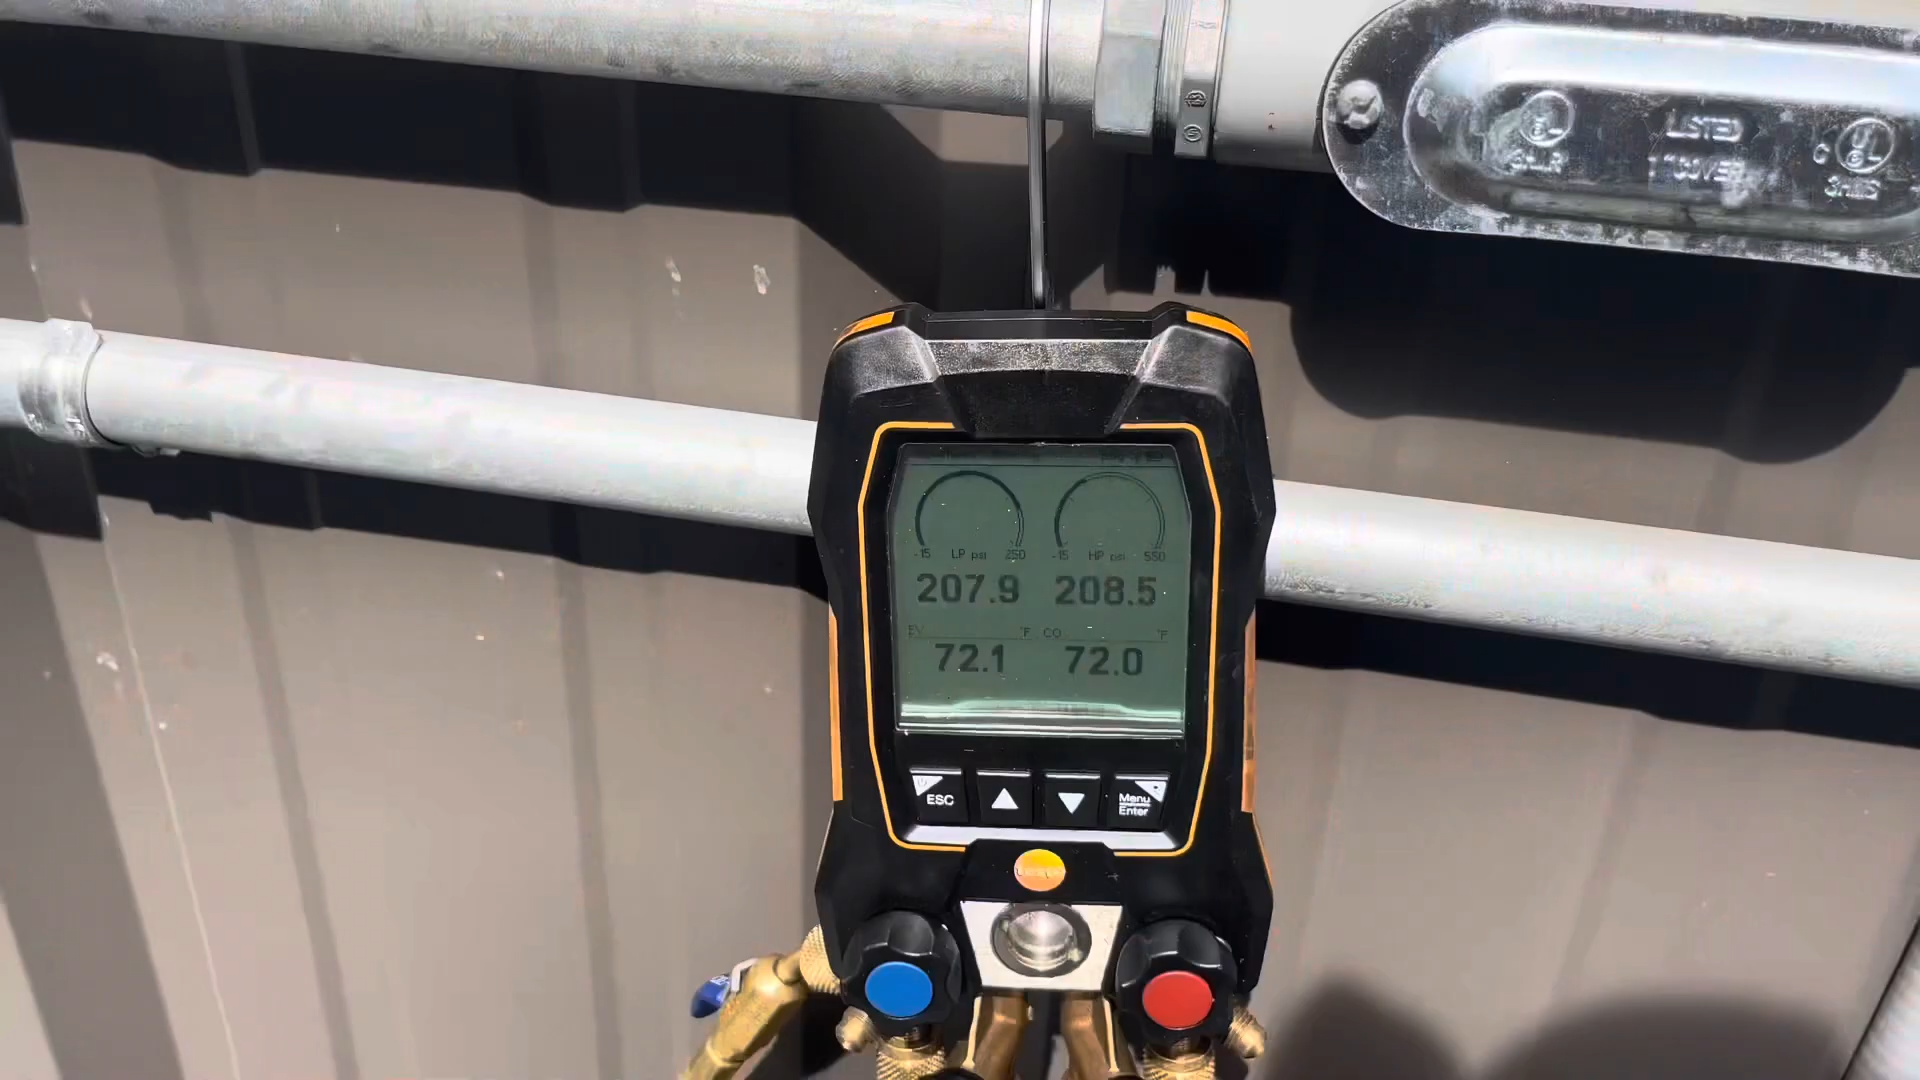 LISTED
-15 LP psi 250
-15 HP psi 550
207.9 208.5
EV °F CO °F
72.1 72.0
ESC
Menu
Enter